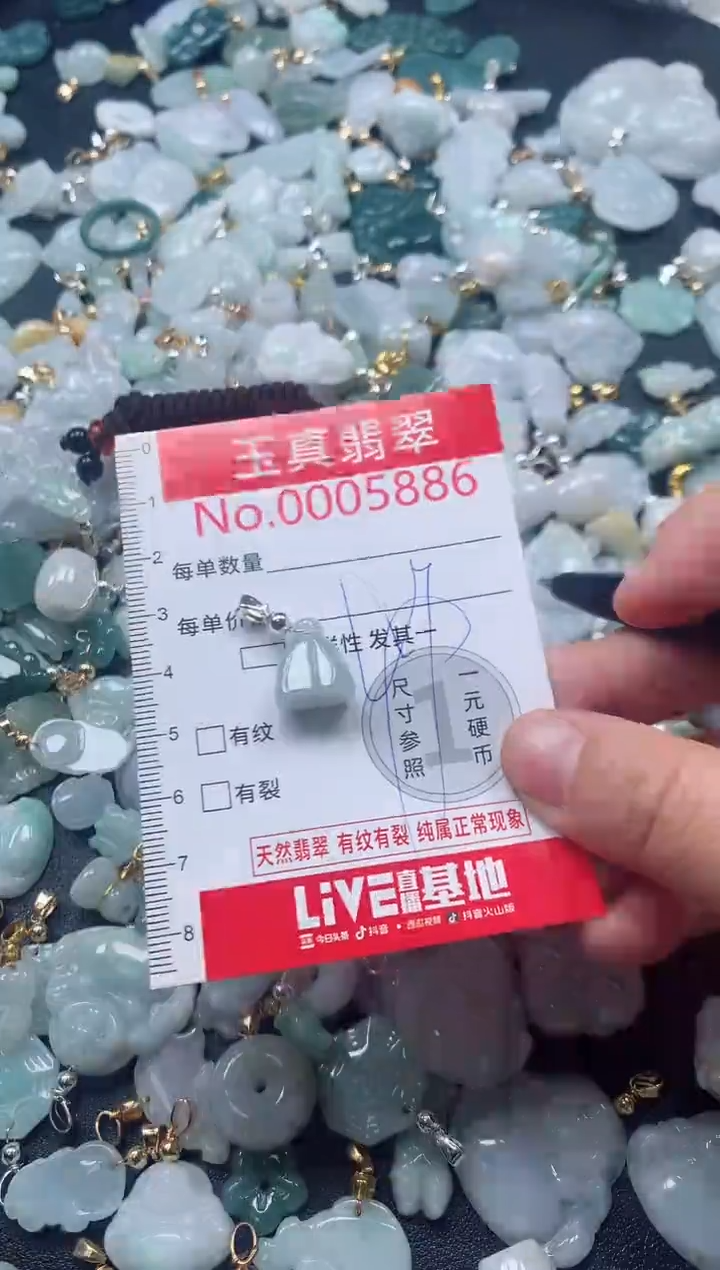 玉真翡翠
No.0005886
0
1
2
每单数量
3
每单价
性 发其一
4
尺寸参照
1
一元硬币
5
有纹
6
有裂
天然翡翠 有纹有裂 纯属正常现象
7
LiVE直播基地
8
今日头条 抖音 西瓜视频 抖音火山版